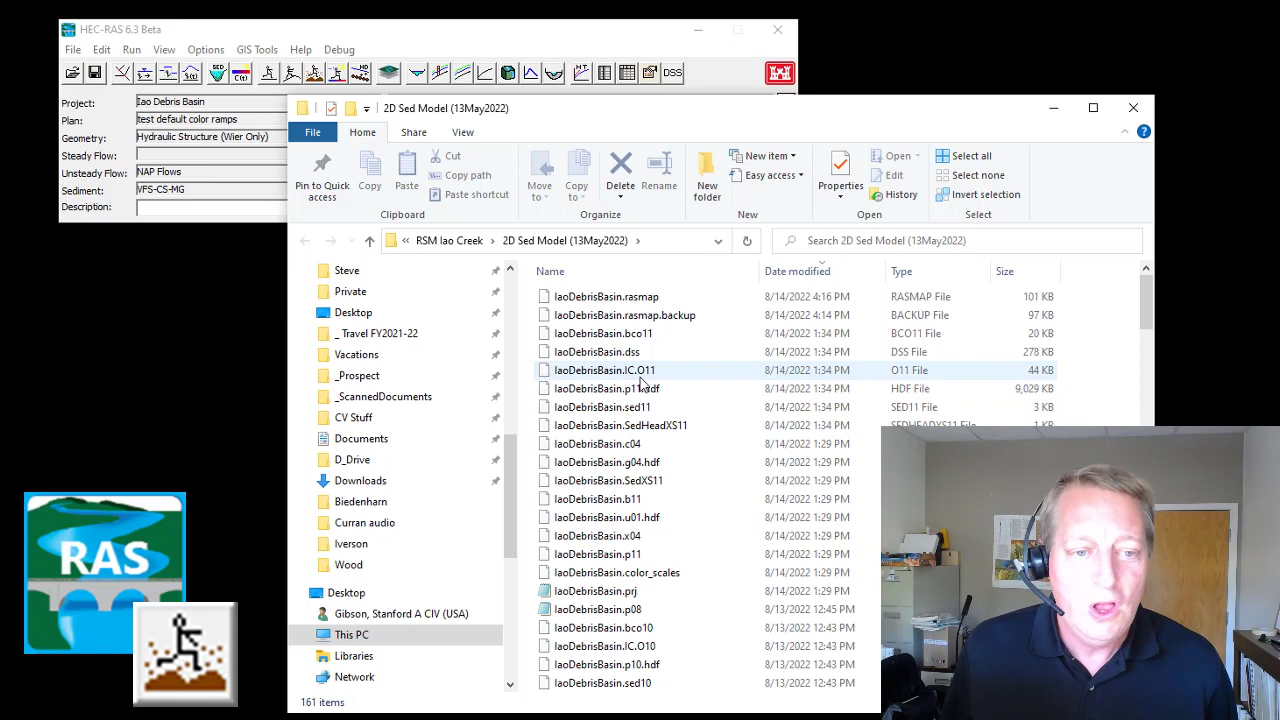 HEC-RAS 6.3 Beta
File Edit Run View Options GIS Tools Help Debug
DSS
Project: Iao Debris Basin
Plan: test default color ramps
Geometry: Hydraulic Structure (Wier Only)
Steady Flow:
Unsteady Flow: NAP Flows
Sediment: VFS-CS-MG
Description:
2D Sed Model (13May2022)
File Home Share View
Pin to Quick access
Copy
Paste
Cut
Copy path
Paste shortcut
Clipboard
Move to
Copy to
Delete
Rename
Organize
New folder
New item
Easy access
New
Properties
Open
Edit
History
Open
Select all
Select none
Invert selection
Select
« RSM Iao Creek > 2D Sed Model (13May2022) >
Search 2D Sed Model (13May2022)
Steve
Private
Desktop
_ Travel FY2021-22
Vacations
_Prospect
_ScannedDocuments
CV Stuff
Documents
D_Drive
Downloads
Biedenharn
Curran audio
Iverson
Wood
Desktop
Gibson, Stanford A CIV (USA)
This PC
Libraries
Network
Name Date modified Type Size
IaoDebrisBasin.rasmap 8/14/2022 4:16 PM RASMAP File 101 KB
IaoDebrisBasin.rasmap.backup 8/14/2022 4:14 PM BACKUP File 97 KB
IaoDebrisBasin.bco11 8/14/2022 1:34 PM BCO11 File 20 KB
IaoDebrisBasin.dss 8/14/2022 1:34 PM DSS File 278 KB
IaoDebrisBasin.IC.O11 8/14/2022 1:34 PM O11 File 44 KB
IaoDebrisBasin.p11.hdf 8/14/2022 1:34 PM HDF File 9,029 KB
IaoDebrisBasin.sed11 8/14/2022 1:34 PM SED11 File 3 KB
IaoDebrisBasin.SedHeadXS11 8/14/2022 1:34 PM SEDHEADXS11 File 1 KB
IaoDebrisBasin.c04 8/14/2022 1:29 PM
IaoDebrisBasin.g04.hdf 8/14/2022 1:29 PM
IaoDebrisBasin.SedXS11 8/14/2022 1:29 PM
IaoDebrisBasin.b11 8/14/2022 1:29 PM
IaoDebrisBasin.u01.hdf 8/14/2022 1:29 PM
IaoDebrisBasin.x04 8/14/2022 1:29 PM
IaoDebrisBasin.p11 8/14/2022 1:29 PM
IaoDebrisBasin.color_scales 8/14/2022 1:29 PM
IaoDebrisBasin.prj 8/14/2022 1:29 PM
IaoDebrisBasin.p08 8/13/2022 12:45 PM
IaoDebrisBasin.bco10 8/13/2022 12:43 PM
IaoDebrisBasin.IC.O10 8/13/2022 12:43 PM
IaoDebrisBasin.p10.hdf 8/13/2022 12:43 PM
IaoDebrisBasin.sed10 8/13/2022 12:43 PM
161 items
RAS